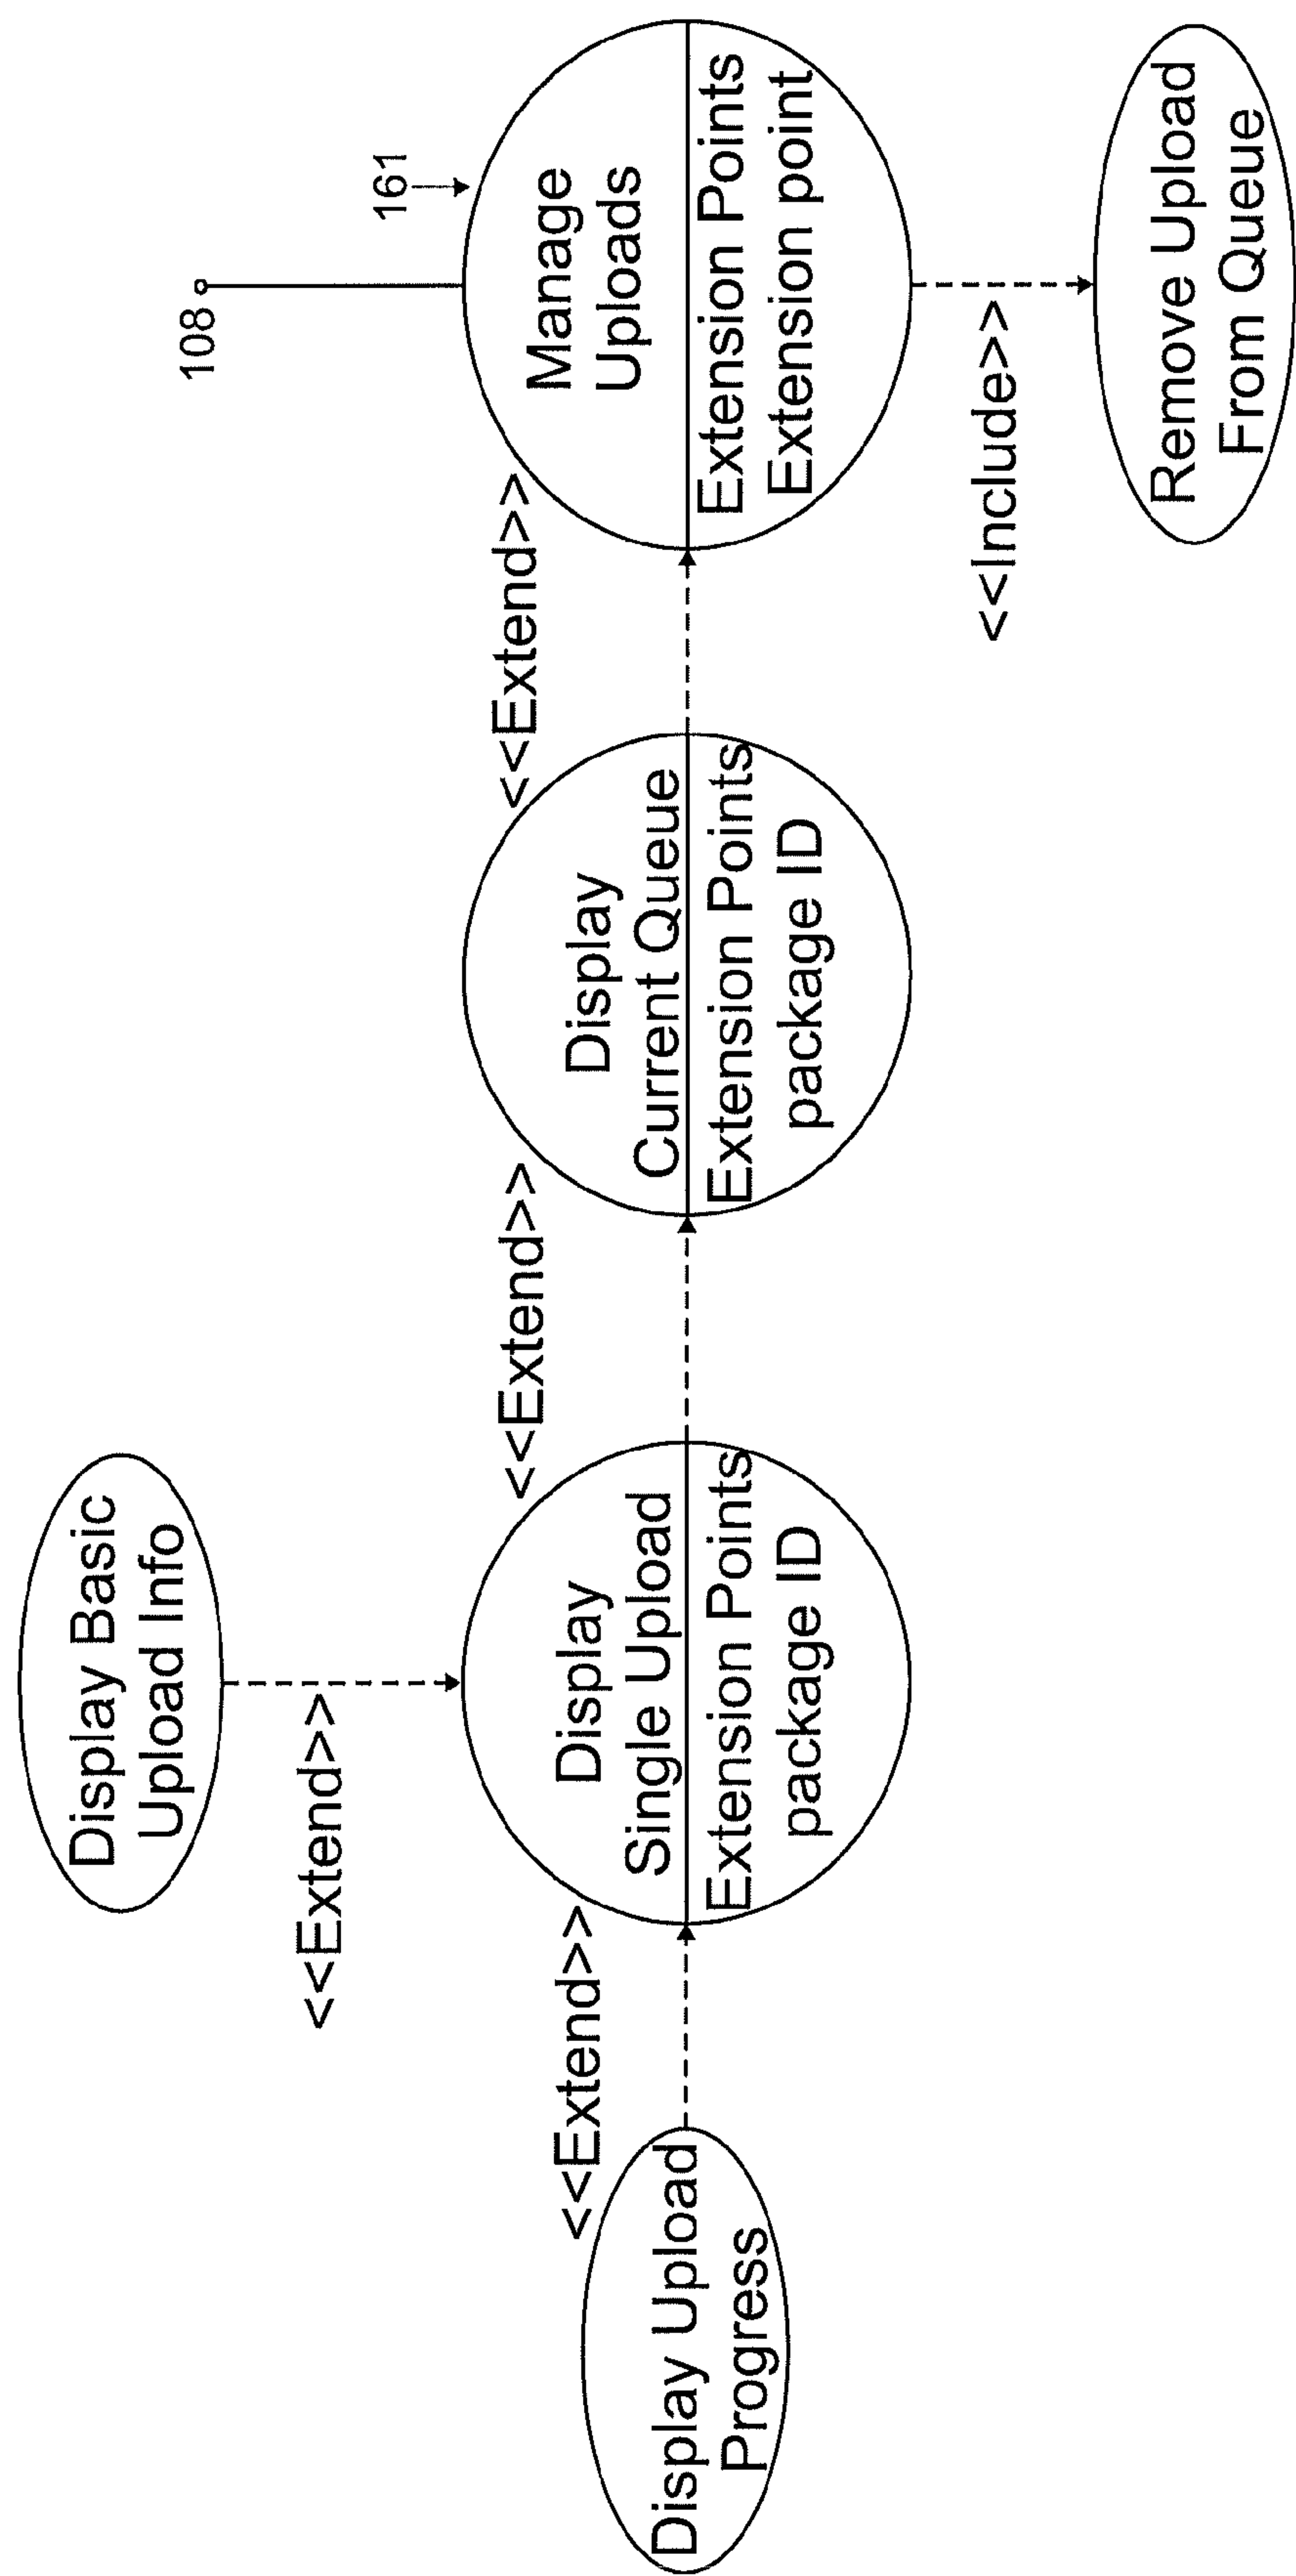 Display Basic
Upload Info
<<Extend>>
108
161
<<Extend>>
<<Extend>>
<<Extend>>
Display Upload
Progress
Display
Single Upload
Extension Points
package ID
Display
Current Queue
Extension Points
package ID
Manage
Uploads
Extension Points
Extension point
<<Include>>
Remove Upload
From Queue